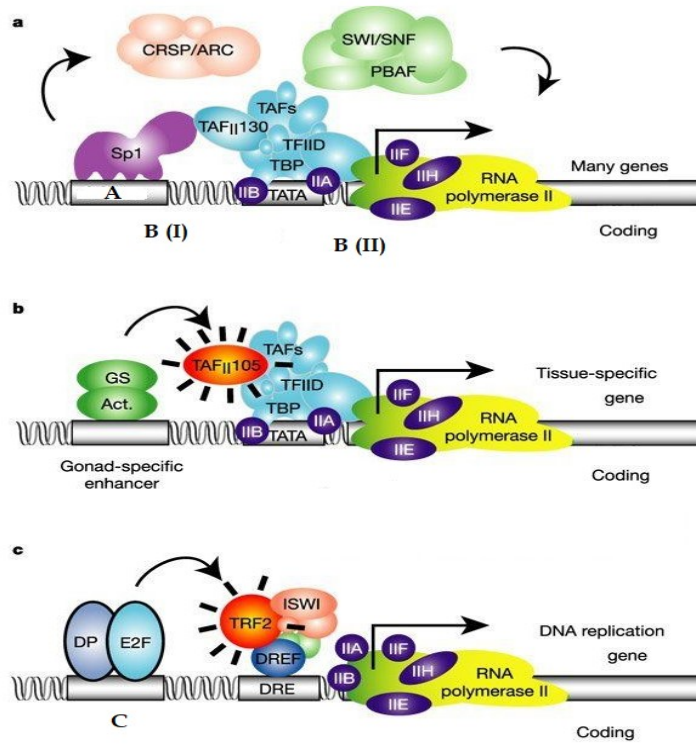 a
CRSP/ARC
SWI/SNF
PBAF
TAFs
TAFII130
Sp1
TFIID
TBP
IIF
IIH
RNA
polymerase II
Many genes
IIB
IIA
TATA
IIE
A
Coding
B (I)
B (II)
b
TAFII105
TAFs
GS
Act.
TFIID
TBP
IIF
IIH
RNA
polymerase II
Tissue-specific
gene
IIB
IIA
TATA
IIE
Gonad-specific
enhancer
Coding
c
DP
E2F
TRF2
ISWI
DREF
DRE
IIA
IIF
IIH
IIB
RNA
polymerase II
IIE
DNA replication
gene
C
Coding